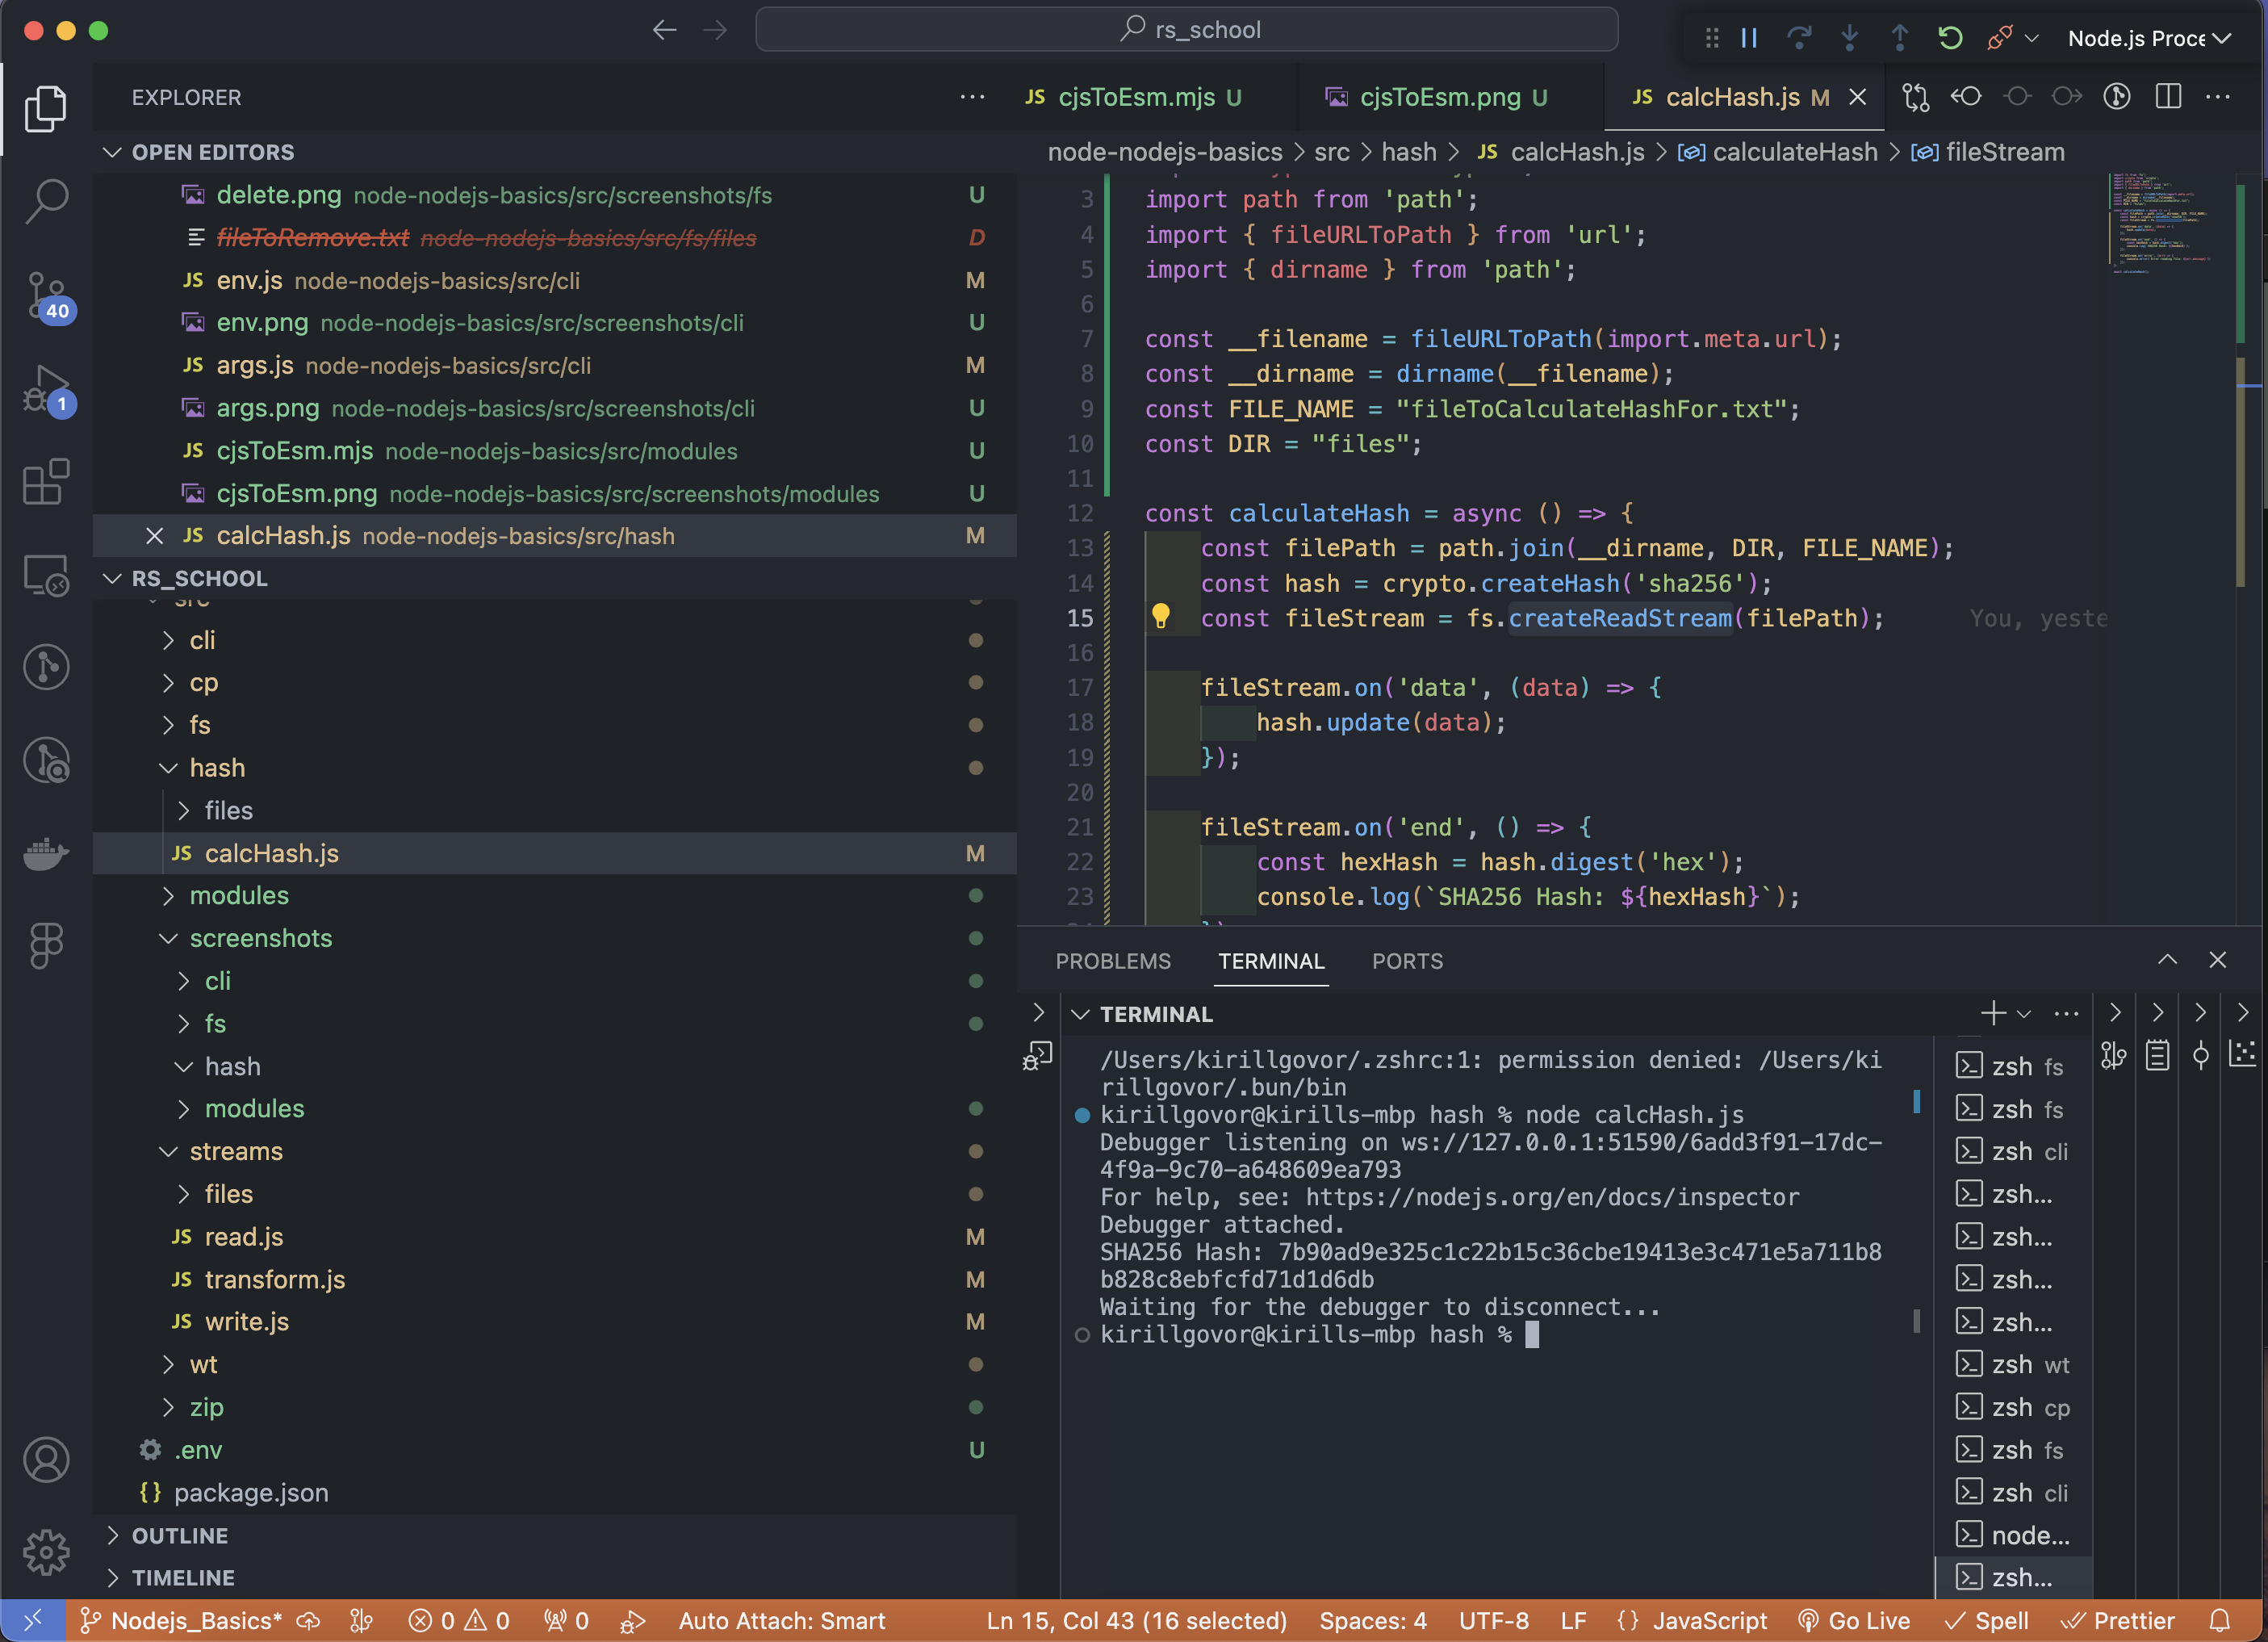 rs_school
Node.js Proce
EXPLORER
OPEN EDITORS
delete.png node-nodejs-basics/src/screenshots/fs U
fileToRemove.txt node-nodejs-basics/src/fs/files D
JS env.js node-nodejs-basics/src/cli M
env.png node-nodejs-basics/src/screenshots/cli U
JS args.js node-nodejs-basics/src/cli M
args.png node-nodejs-basics/src/screenshots/cli U
JS cjsToEsm.mjs node-nodejs-basics/src/modules U
cjsToEsm.png node-nodejs-basics/src/screenshots/modules U
JS calcHash.js node-nodejs-basics/src/hash M
RS_SCHOOL
src
cli
cp
fs
hash
files
JS calcHash.js M
modules
screenshots
cli
fs
hash
modules
streams
files
JS read.js M
JS transform.js M
JS write.js M
wt
zip
.env U
{} package.json
OUTLINE
TIMELINE
40
1
JS cjsToEsm.mjs U
cjsToEsm.png U
JS calcHash.js M
node-nodejs-basics > src > hash > JS calcHash.js > calculateHash > fileStream
3 import path from 'path';
4 import { fileURLToPath } from 'url';
5 import { dirname } from 'path';
6
7 const __filename = fileURLToPath(import.meta.url);
8 const __dirname = dirname(__filename);
9 const FILE_NAME = "fileToCalculateHashFor.txt";
10 const DIR = "files";
11
12 const calculateHash = async () => {
13 const filePath = path.join(__dirname, DIR, FILE_NAME);
14 const hash = crypto.createHash('sha256');
15 const fileStream = fs.createReadStream(filePath); You, yeste
16
17 fileStream.on('data', (data) => {
18 hash.update(data);
19 });
20
21 fileStream.on('end', () => {
22 const hexHash = hash.digest('hex');
23 console.log(`SHA256 Hash: ${hexHash}`);
PROBLEMS TERMINAL PORTS
TERMINAL
/Users/kirillgovor/.zshrc:1: permission denied: /Users/ki
rillgovor/.bun/bin
kirillgovor@kirills-mbp hash % node calcHash.js
Debugger listening on ws://127.0.0.1:51590/6add3f91-17dc-
4f9a-9c70-a648609ea793
For help, see: https://nodejs.org/en/docs/inspector
Debugger attached.
SHA256 Hash: 7b90ad9e325c1c22b15c36cbe19413e3c471e5a711b8
b828c8ebfcfd71d1d6db
Waiting for the debugger to disconnect...
kirillgovor@kirills-mbp hash %
zsh fs
zsh fs
zsh cli
zsh...
zsh...
zsh...
zsh...
zsh wt
zsh cp
zsh fs
zsh cli
node...
zsh...
Nodejs_Basics* 0 0 0 Auto Attach: Smart Ln 15, Col 43 (16 selected) Spaces: 4 UTF-8 LF {} JavaScript Go Live Spell Prettier